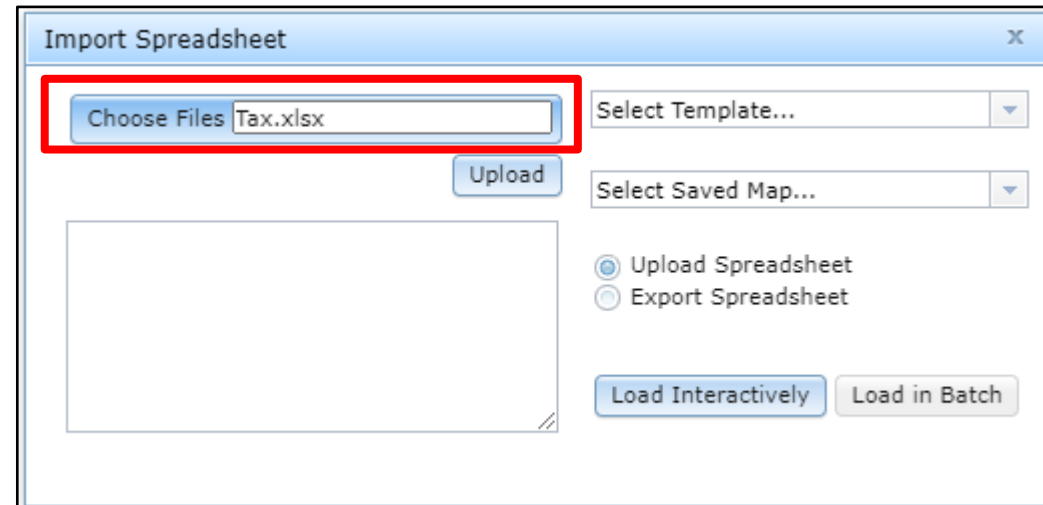 Import Spreadsheet x
Choose Files Tax.xlsx
Select Template...
Upload
Select Saved Map...
Upload Spreadsheet
Export Spreadsheet
Load Interactively Load in Batch